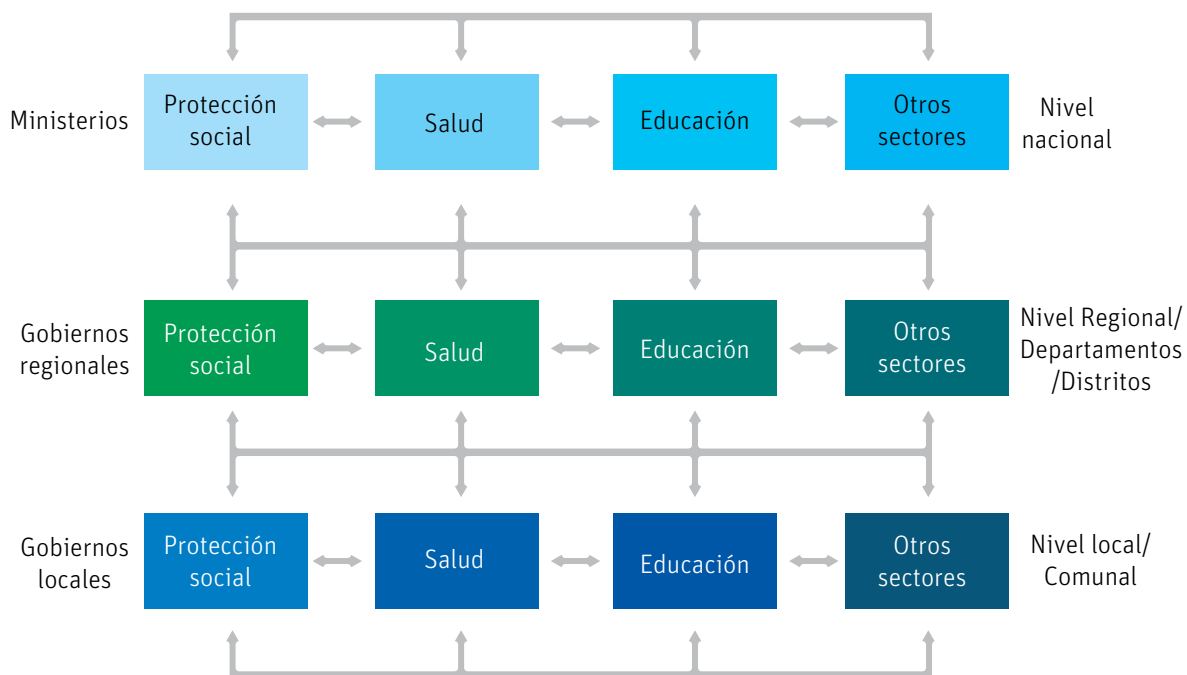 Ministerios
Protección
social
Salud
Educación
Otros
sectores
Nivel
nacional
Gobiernos
regionales
Protección
social
Salud
Educación
Otros
sectores
Nivel Regional/
Departamentos
/Distritos
Gobiernos
locales
Protección
social
Salud
Educación
Otros
sectores
Nivel local/
Comunal